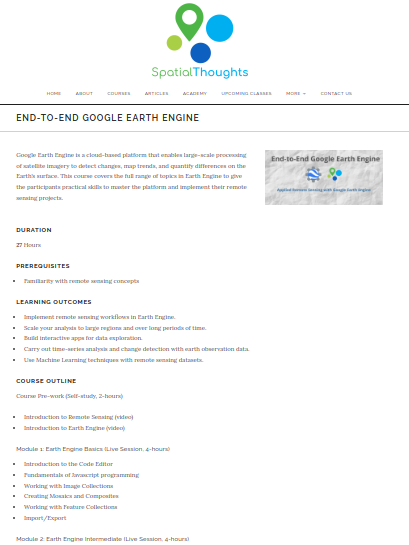 SpatialThoughts
HOME ABOUT COURSES ARTICLES ACADEMY UPCOMING CLASSES MORE CONTACT US
END-TO-END GOOGLE EARTH ENGINE
Google Earth Engine is a cloud-based platform that enables large-scale processing
of satellite imagery to detect changes, map trends, and quantify differences on the
Earth's surface. This course covers the full range of topics in Earth Engine to give
the participants practical skills to master the platform and implement their remote
sensing projects.
End-to-End Google Earth Engine
Applied Remote Sensing with Google Earth Engine
DURATION
27 Hours
PREREQUISITES
Familiarity with remote sensing concepts
LEARNING OUTCOMES
Implement remote sensing workflows in Earth Engine.
Scale your analysis to large regions and over long periods of time.
Build interactive apps for data exploration.
Carry out time-series analysis and change detection with earth observation data.
Use Machine Learning techniques with remote sensing datasets.
COURSE OUTLINE
Course Pre-work (Self-study, 2-hours)
Introduction to Remote Sensing (video)
Introduction to Earth Engine (video)
Module 1: Earth Engine Basics (Live Session, 4-hours)
Introduction to the Code Editor
Fundamentals of Javascript programming
Working with Image Collections
Creating Mosaics and Composites
Working with Feature Collections
Import/Export
Module 2: Earth Engine Intermediate (Live Session, 4-hours)